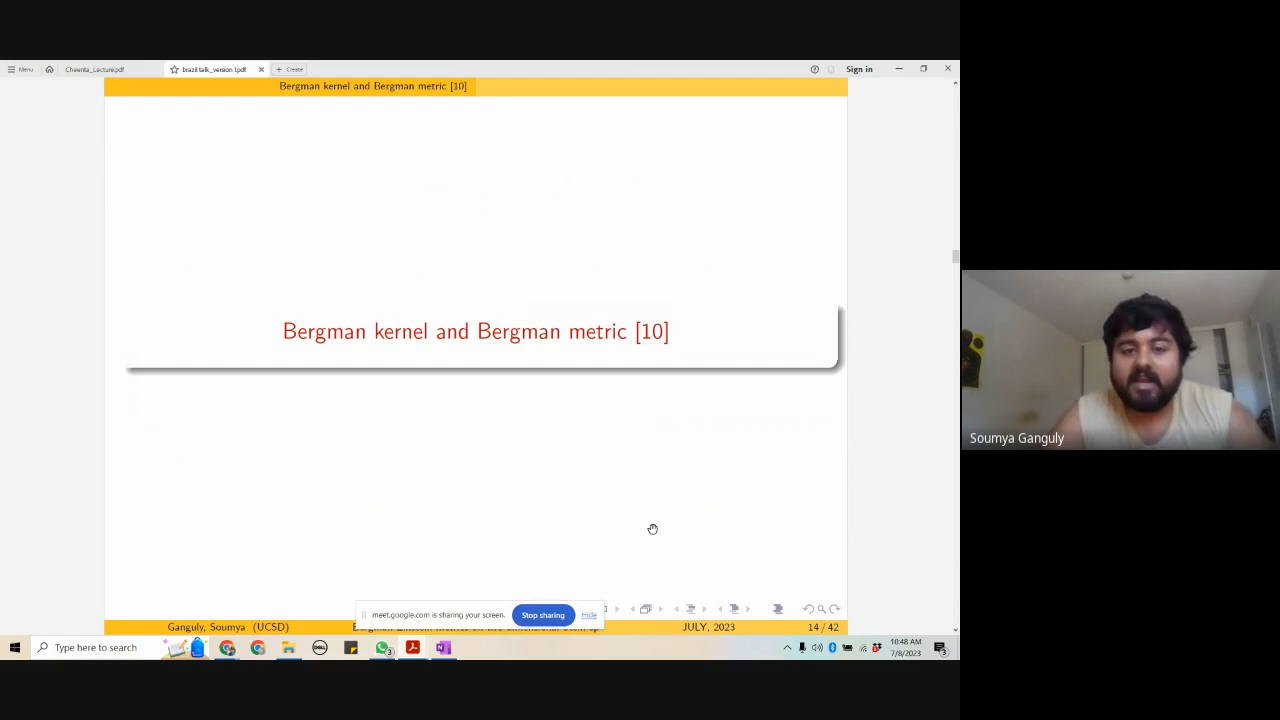 Menu
Cheenta_Lecture.pdf
brazil talk_version 1.pdf
Create
Sign in
Bergman kernel and Bergman metric [10]
Bergman kernel and Bergman metric [10]
Soumya Ganguly
meet.google.com is sharing your screen.
Stop sharing
Hide
Ganguly, Soumya (UCSD)
JULY, 2023
14 / 42
Type here to search
3
10:48 AM
7/8/2023
3